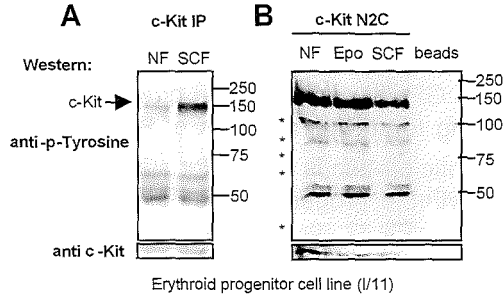 A
B
c-Kit IP
c-Kit N2C
NF SCF
NF Epo SCF beads
Western:
c-Kit
anti-p-Tyrosine
250
150
100
75
50
250
150
100
75
50
*
*
*
*
*
anti c-Kit
Erythroid progenitor cell line (I/11)